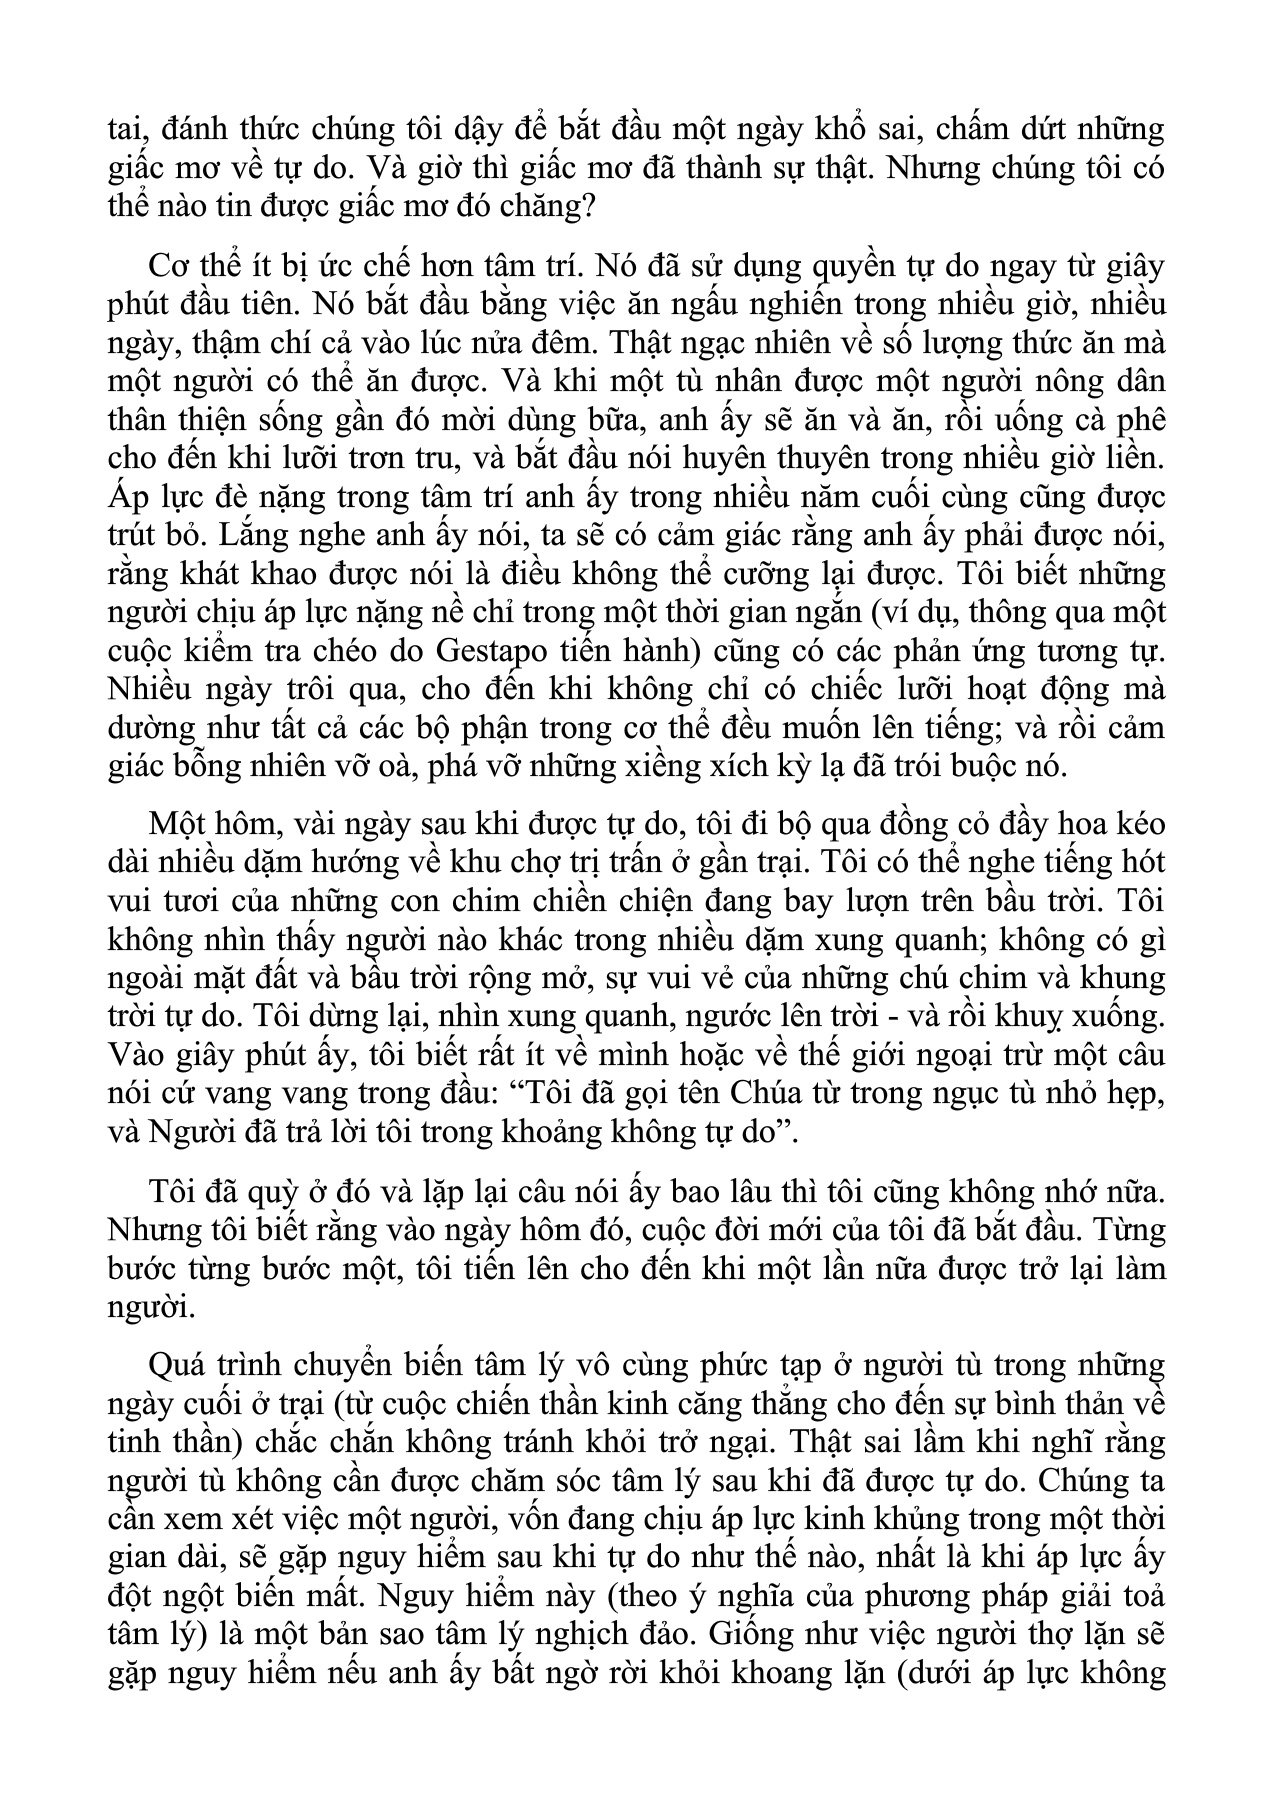 tai, đánh thức chúng tôi dậy để bắt đầu một ngày khổ sai, chấm dứt những
giấc mơ về tự do. Và giờ thì giấc mơ đã thành sự thật. Nhưng chúng tôi có
thể nào tin được giấc mơ đó chăng?
Cơ thể ít bị ức chế hơn tâm trí. Nó đã sử dụng quyền tự do ngay từ giây
phút đầu tiên. Nó bắt đầu bằng việc ăn ngấu nghiến trong nhiều giờ, nhiều
ngày, thậm chí cả vào lúc nửa đêm. Thật ngạc nhiên về số lượng thức ăn mà
một người có thể ăn được. Và khi một tù nhân được một người nông dân
thân thiện sống gần đó mời dùng bữa, anh ấy sẽ ăn và ăn, rồi uống cà phê
cho đến khi lưỡi trơn tru, và bắt đầu nói huyên thuyên trong nhiều giờ liền.
Áp lực đè nặng trong tâm trí anh ấy trong nhiều năm cuối cùng cũng được
trút bỏ. Lắng nghe anh ấy nói, ta sẽ có cảm giác rằng anh ấy phải được nói,
rằng khát khao được nói là điều không thể cưỡng lại được. Tôi biết những
người chịu áp lực nặng nề chỉ trong một thời gian ngắn (ví dụ, thông qua một
cuộc kiểm tra chéo do Gestapo tiến hành) cũng có các phản ứng tương tự.
Nhiều ngày trôi qua, cho đến khi không chỉ có chiếc lưỡi hoạt động mà
dường như tất cả các bộ phận trong cơ thể đều muốn lên tiếng; và rồi cảm
giác bỗng nhiên vỡ oà, phá vỡ những xiềng xích kỳ lạ đã trói buộc nó.
Một hôm, vài ngày sau khi được tự do, tôi đi bộ qua đồng cỏ đầy hoa kéo
dài nhiều dặm hướng về khu chợ trị trấn ở gần trại. Tôi có thể nghe tiếng hót
vui tươi của những con chim chiền chiện đang bay lượn trên bầu trời. Tôi
không nhìn thấy người nào khác trong nhiều dặm xung quanh; không có gì
ngoài mặt đất và bầu trời rộng mở, sự vui vẻ của những chú chim và khung
trời tự do. Tôi dừng lại, nhìn xung quanh, ngước lên trời - và rồi khuỵ xuống.
Vào giây phút ấy, tôi biết rất ít về mình hoặc về thế giới ngoại trừ một câu
nói cứ vang vang trong đầu: “Tôi đã gọi tên Chúa từ trong ngục tù nhỏ hẹp,
và Người đã trả lời tôi trong khoảng không tự do”.
Tôi đã quỳ ở đó và lặp lại câu nói ấy bao lâu thì tôi cũng không nhớ nữa.
Nhưng tôi biết rằng vào ngày hôm đó, cuộc đời mới của tôi đã bắt đầu. Từng
bước từng bước một, tôi tiến lên cho đến khi một lần nữa được trở lại làm
người.
Quá trình chuyển biến tâm lý vô cùng phức tạp ở người tù trong những
ngày cuối ở trại (từ cuộc chiến thần kinh căng thẳng cho đến sự bình thản về
tinh thần) chắc chắn không tránh khỏi trở ngại. Thật sai lầm khi nghĩ rằng
người tù không cần được chăm sóc tâm lý sau khi đã được tự do. Chúng ta
cần xem xét việc một người, vốn đang chịu áp lực kinh khủng trong một thời
gian dài, sẽ gặp nguy hiểm sau khi tự do như thế nào, nhất là khi áp lực ấy
đột ngột biến mất. Nguy hiểm này (theo ý nghĩa của phương pháp giải toả
tâm lý) là một bản sao tâm lý nghịch đảo. Giống như việc người thợ lặn sẽ
gặp nguy hiểm nếu anh ấy bất ngờ rời khỏi khoang lặn (dưới áp lực không